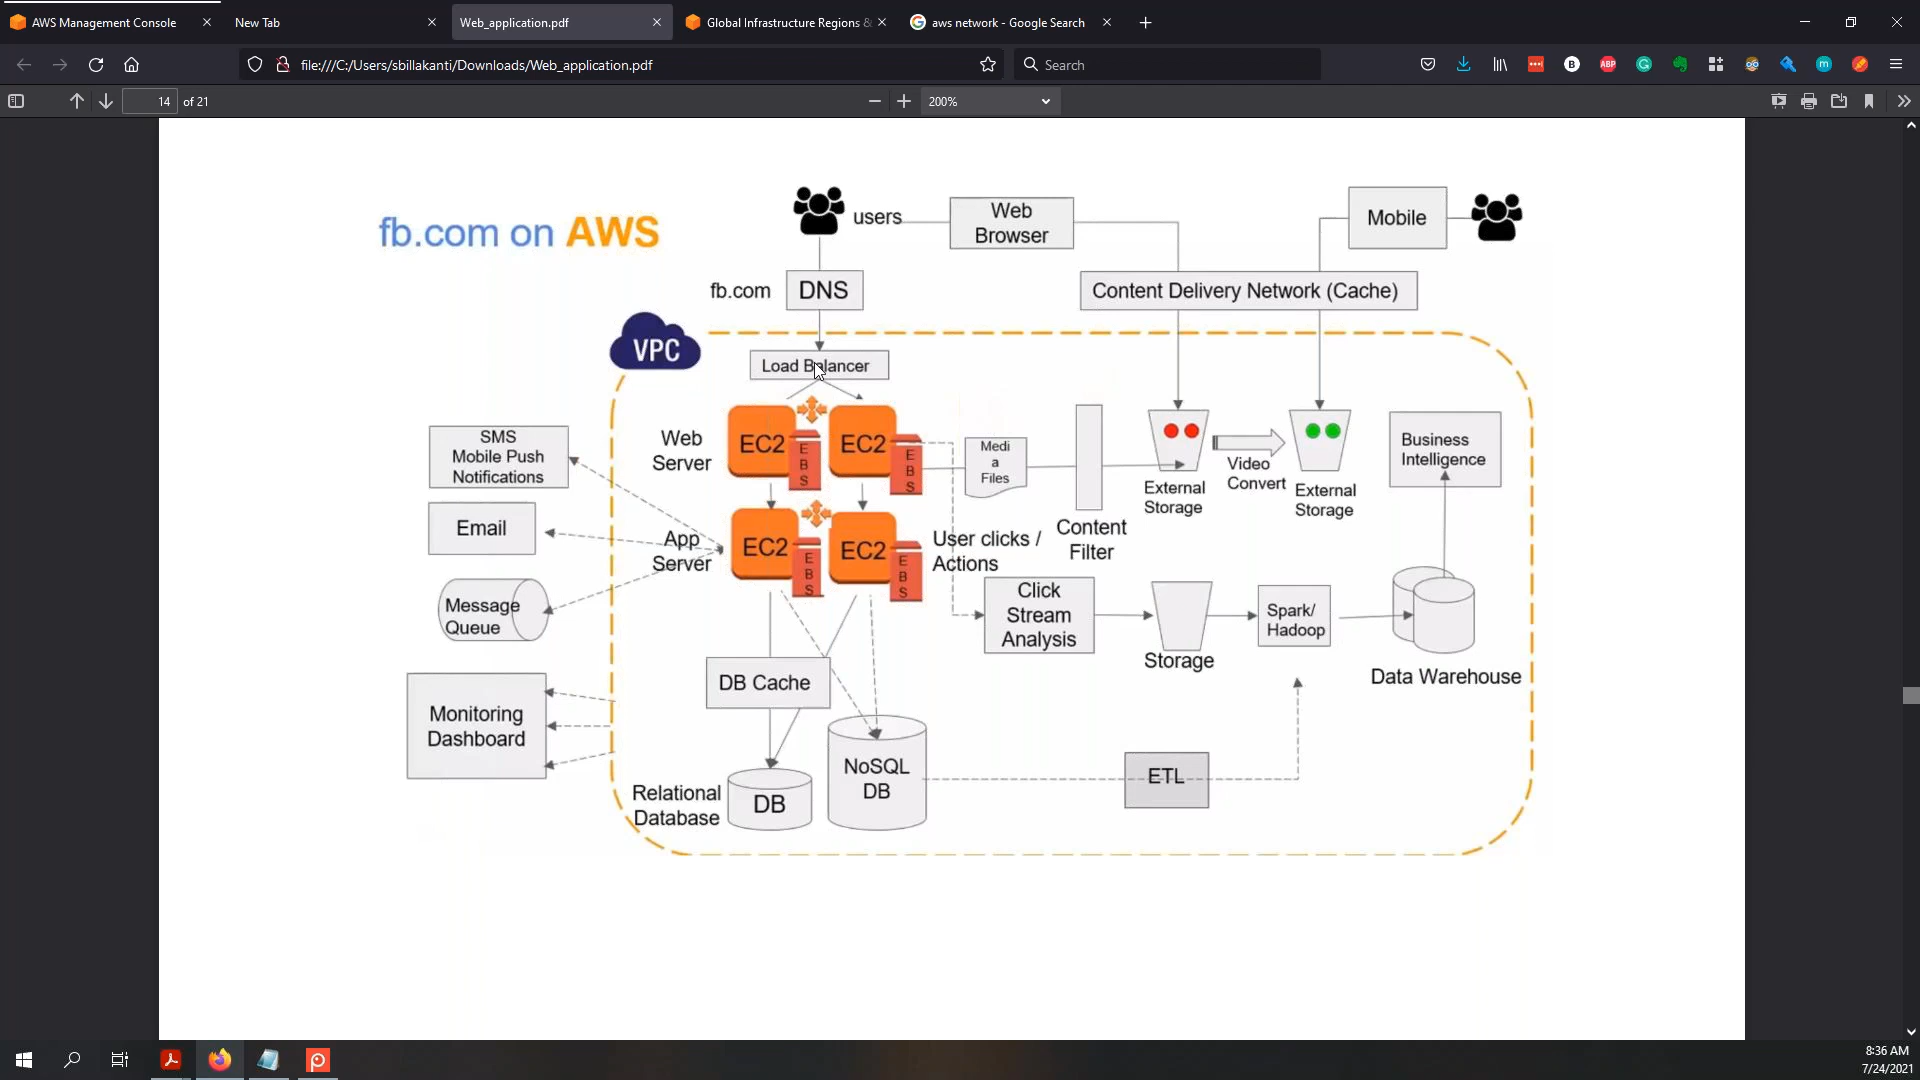 AWS Management Console
New Tab
Web_application.pdf
Global Infrastructure Regions &
aws network - Google Search
file:///C:/Users/sbillakanti/Downloads/Web_application.pdf
Search
B
ABP
G
m
14 of 21
200%
fb.com on AWS
users
Web
Browser
Mobile
fb.com
DNS
Content Delivery Network (Cache)
VPC
Load Balancer
Web
Server
EC2
EBS
EC2
EBS
Medi
a
Files
Content
Filter
External
Storage
Video
Convert
External
Storage
Business
Intelligence
SMS
Mobile Push
Notifications
Email
Message
Queue
App
Server
EC2
EBS
EC2
EBS
User clicks /
Actions
Click
Stream
Analysis
Storage
Spark/
Hadoop
Data Warehouse
Monitoring
Dashboard
DB Cache
Relational
Database
DB
NoSQL
DB
ETL
8:36 AM
7/24/2021